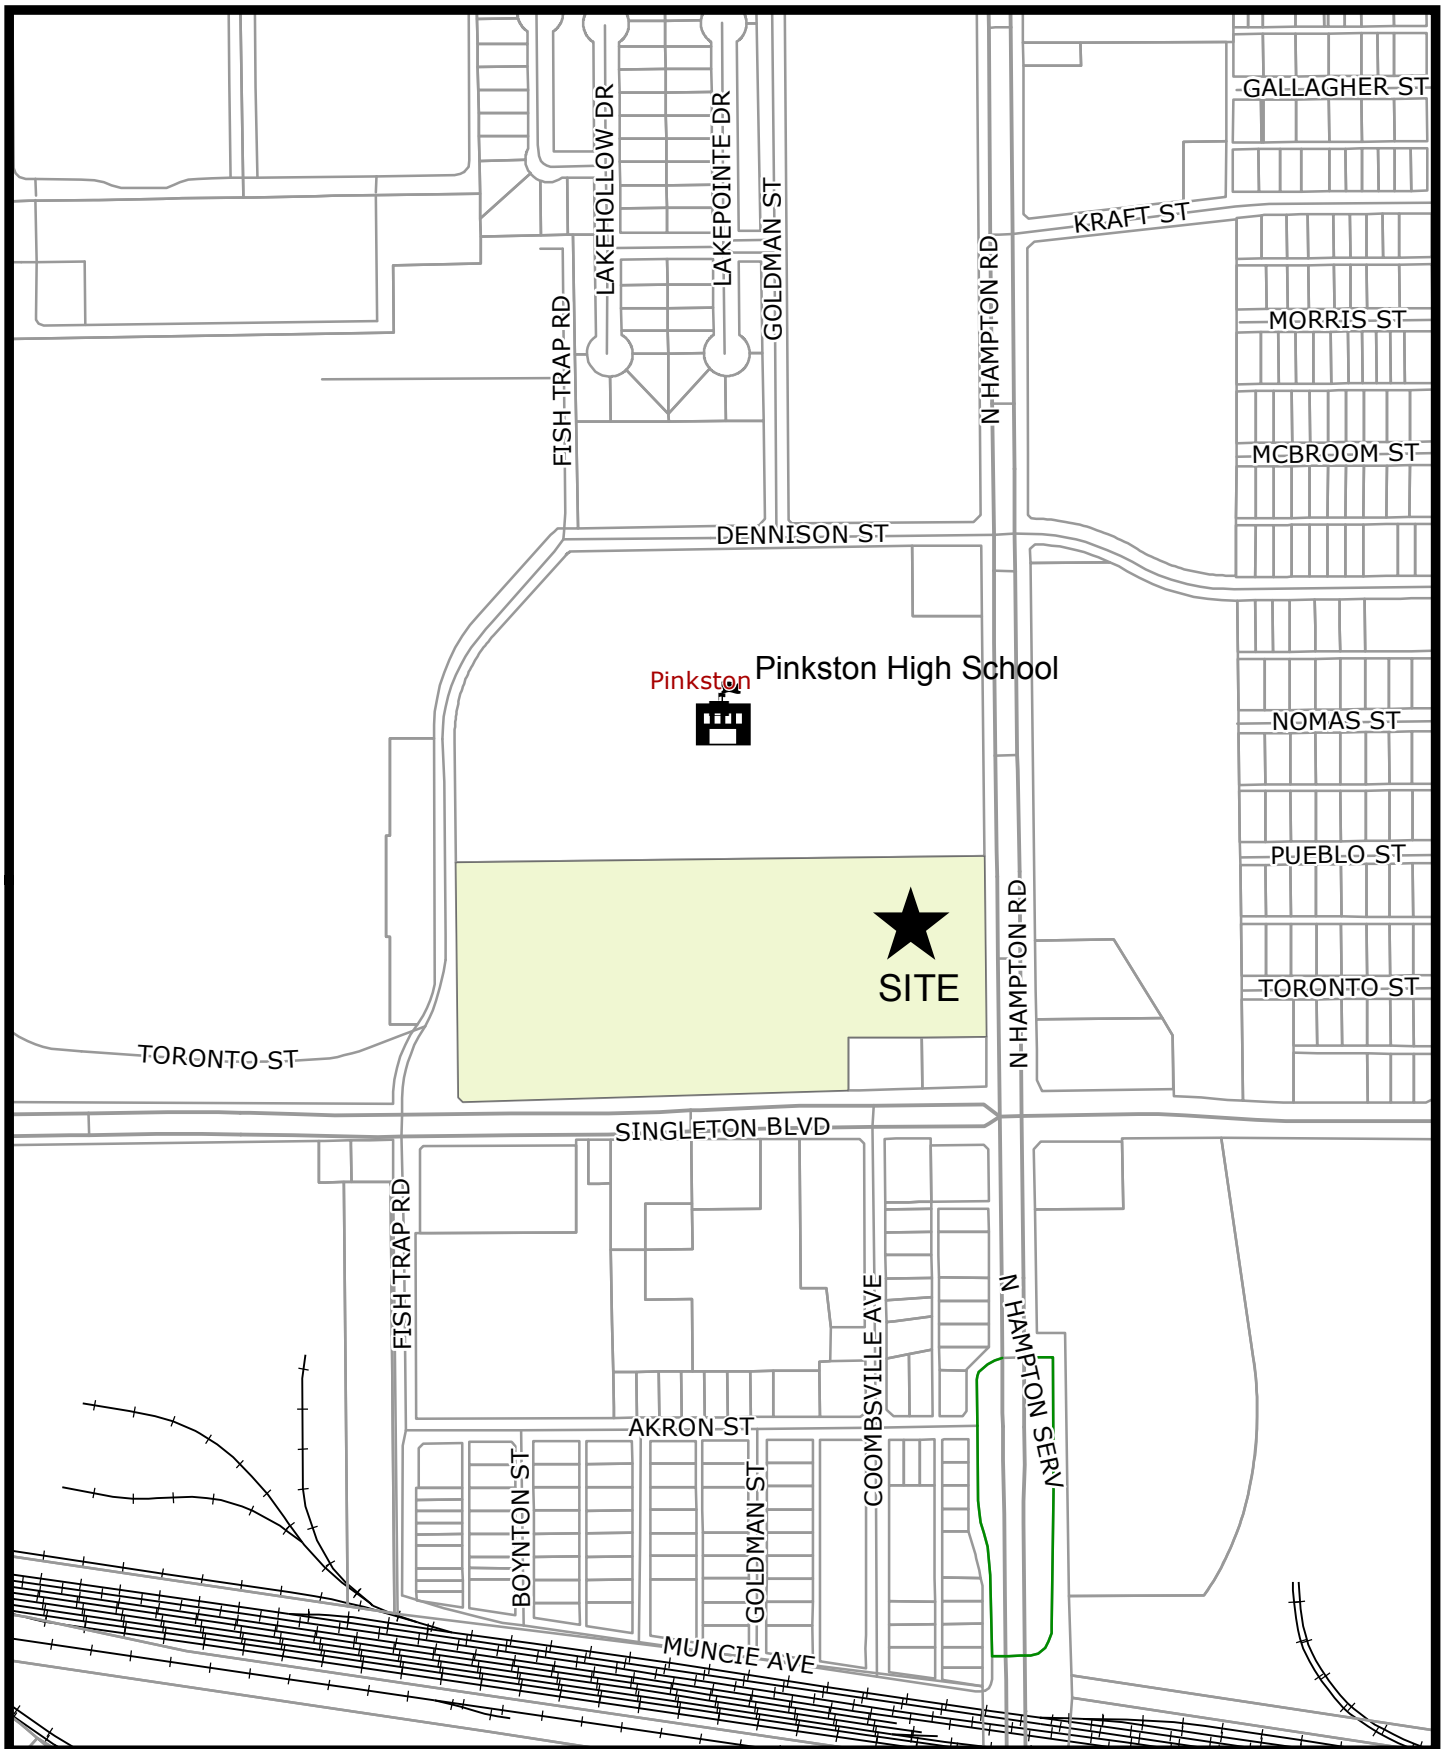 GALLAGHER ST
LAKEHOLLOW DR
LAKEPOINTE DR
GOLDMAN ST
KRAFT ST
N HAMPTON RD
FISH TRAP RD
MORRIS ST
MCBROOM ST
DENNISON ST
Pinkston High School
Pinkston
NOMAS ST
PUEBLO ST
N HAMPTON RD
SITE
TORONTO ST
TORONTO ST
SINGLETON BLVD
FISH TRAP RD
COOMBSVILLE AVE
N HAMPTON SERV
AKRON ST
BOYNTON ST
GOLDMAN ST
MUNCIE AVE